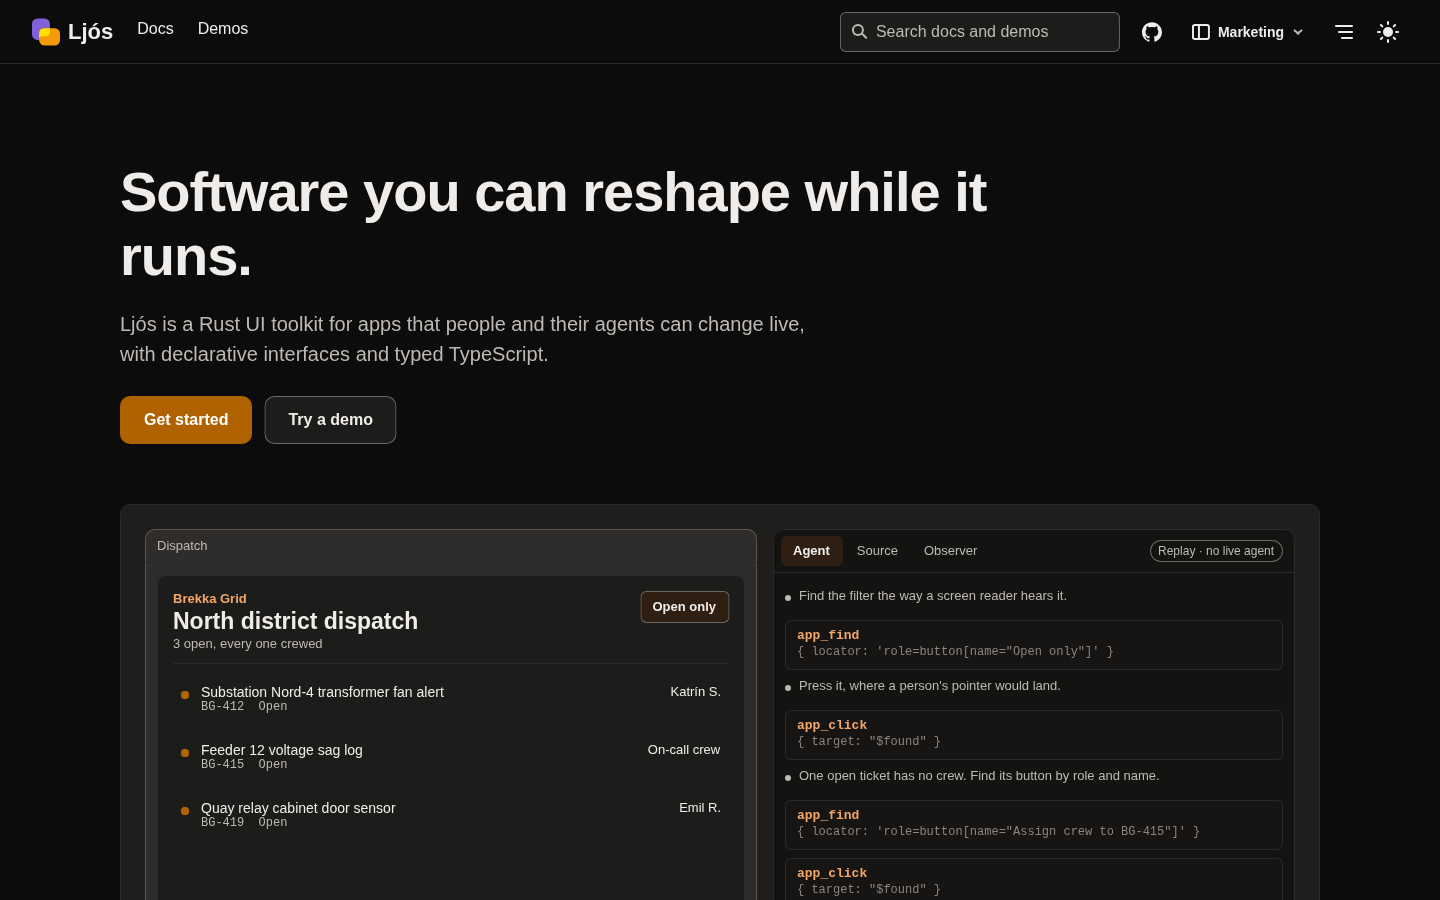 Ljós
Docs
Demos
Search docs and demos
Marketing
Software you can reshape while it
runs.
Ljós is a Rust UI toolkit for apps that people and their agents can change live,
with declarative interfaces and typed TypeScript.
Get started
Try a demo
Dispatch
Brekka Grid
North district dispatch
3 open, every one crewed
Open only
Substation Nord-4 transformer fan alert
BG-412 Open
Katrín S.
Feeder 12 voltage sag log
BG-415 Open
On-call crew
Quay relay cabinet door sensor
BG-419 Open
Emil R.
Agent
Source
Observer
Replay · no live agent
Find the filter the way a screen reader hears it.
app_find
{ locator: 'role=button[name="Open only"]' }
Press it, where a person's pointer would land.
app_click
{ target: "$found" }
One open ticket has no crew. Find its button by role and name.
app_find
{ locator: 'role=button[name="Assign crew to BG-415"]' }
app_click
{ target: "$found" }